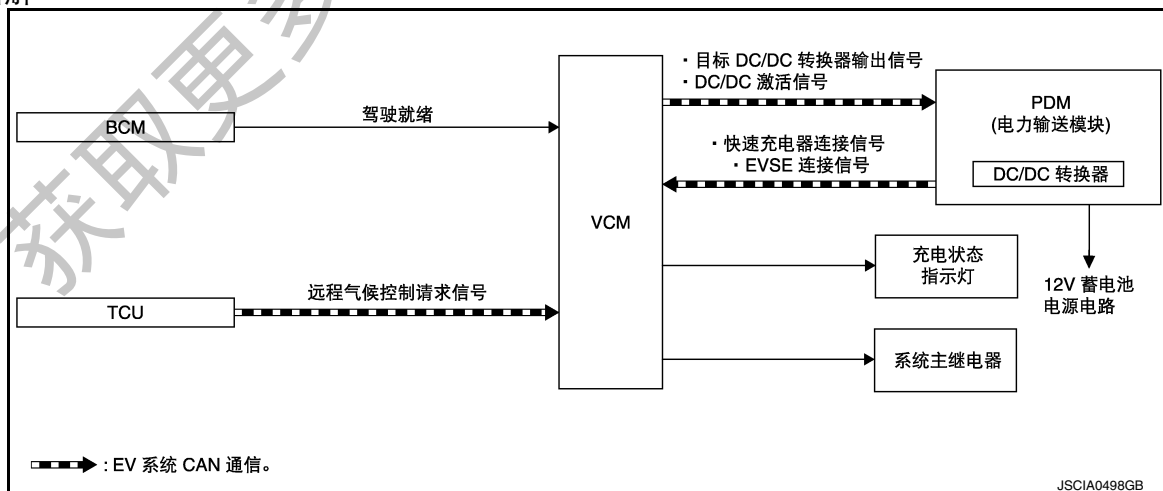 获取更多
· 目标 DC/DC 转换器输出信号
· DC/DC 激活信号
PDM
(电力输送模块)
DC/DC 转换器
BCM
驾驶就绪
· 快速充电器连接信号
· EVSE 连接信号
VCM
充电状态
指示灯
12V 蓄电池
电源电路
TCU
远程气候控制请求信号
系统主继电器
: EV 系统 CAN 通信。
JSCIA0498GB